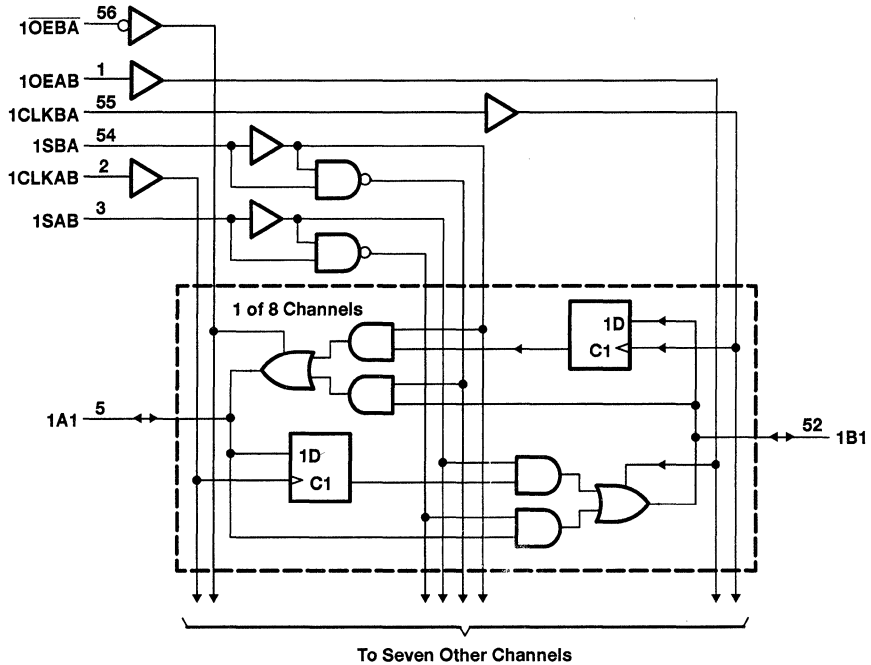 56
1O̅E̅B̅A̅
1
1OEAB
55
1CLKBA
54
1SBA
2
1CLKAB
3
1SAB
1 of 8 Channels
1D
C1
5
1A1
52
1B1
1D
C1
To Seven Other Channels